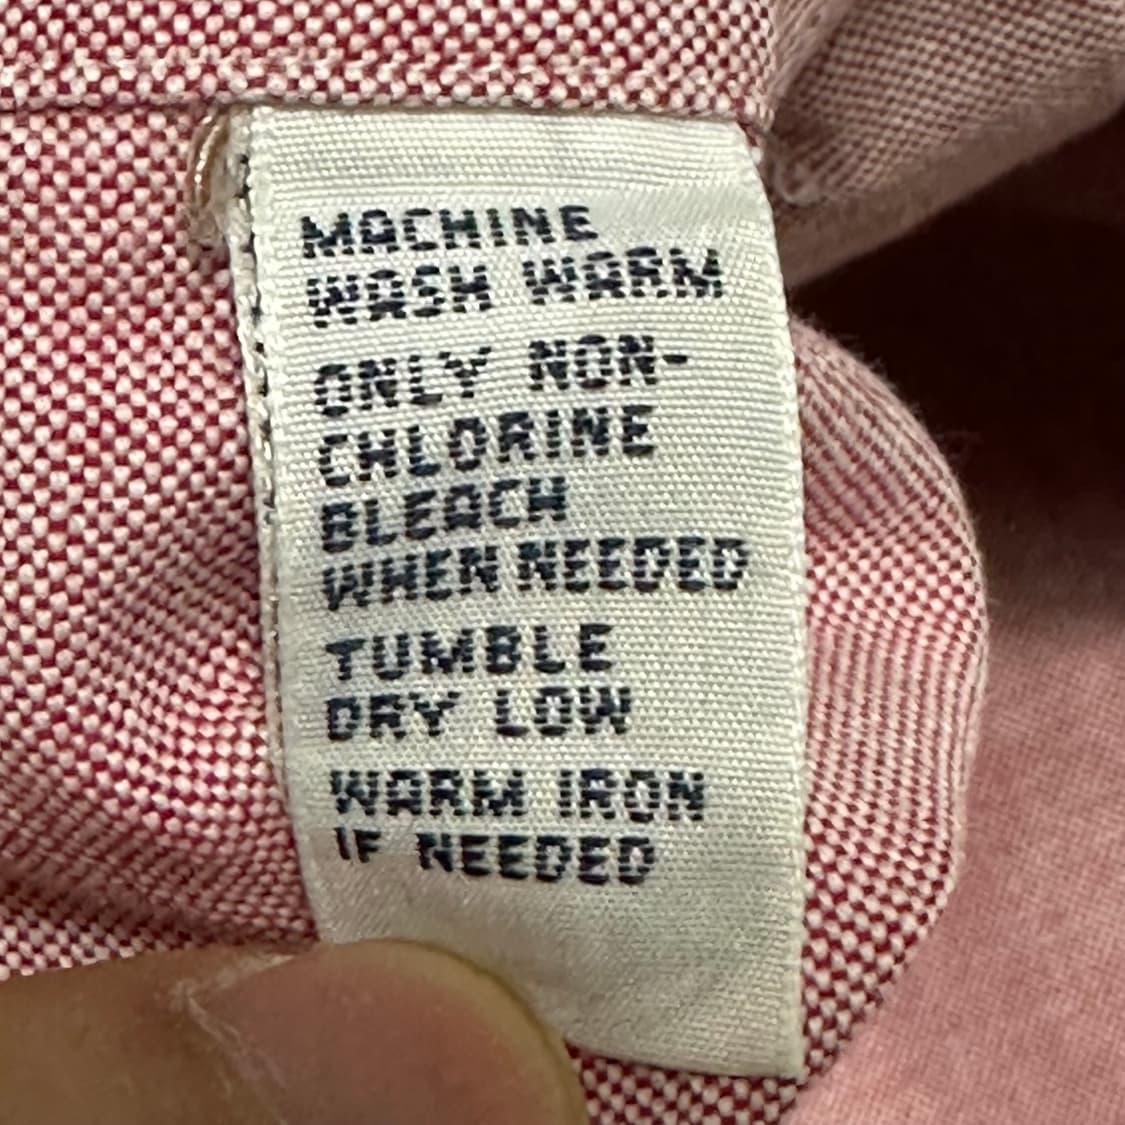 MACHINE
WASH WARM
ONLY NON-
CHLORINE
BLEACH
WHEN NEEDED
TUMBLE
DRY LOW
WARM IRON
IF NEEDED